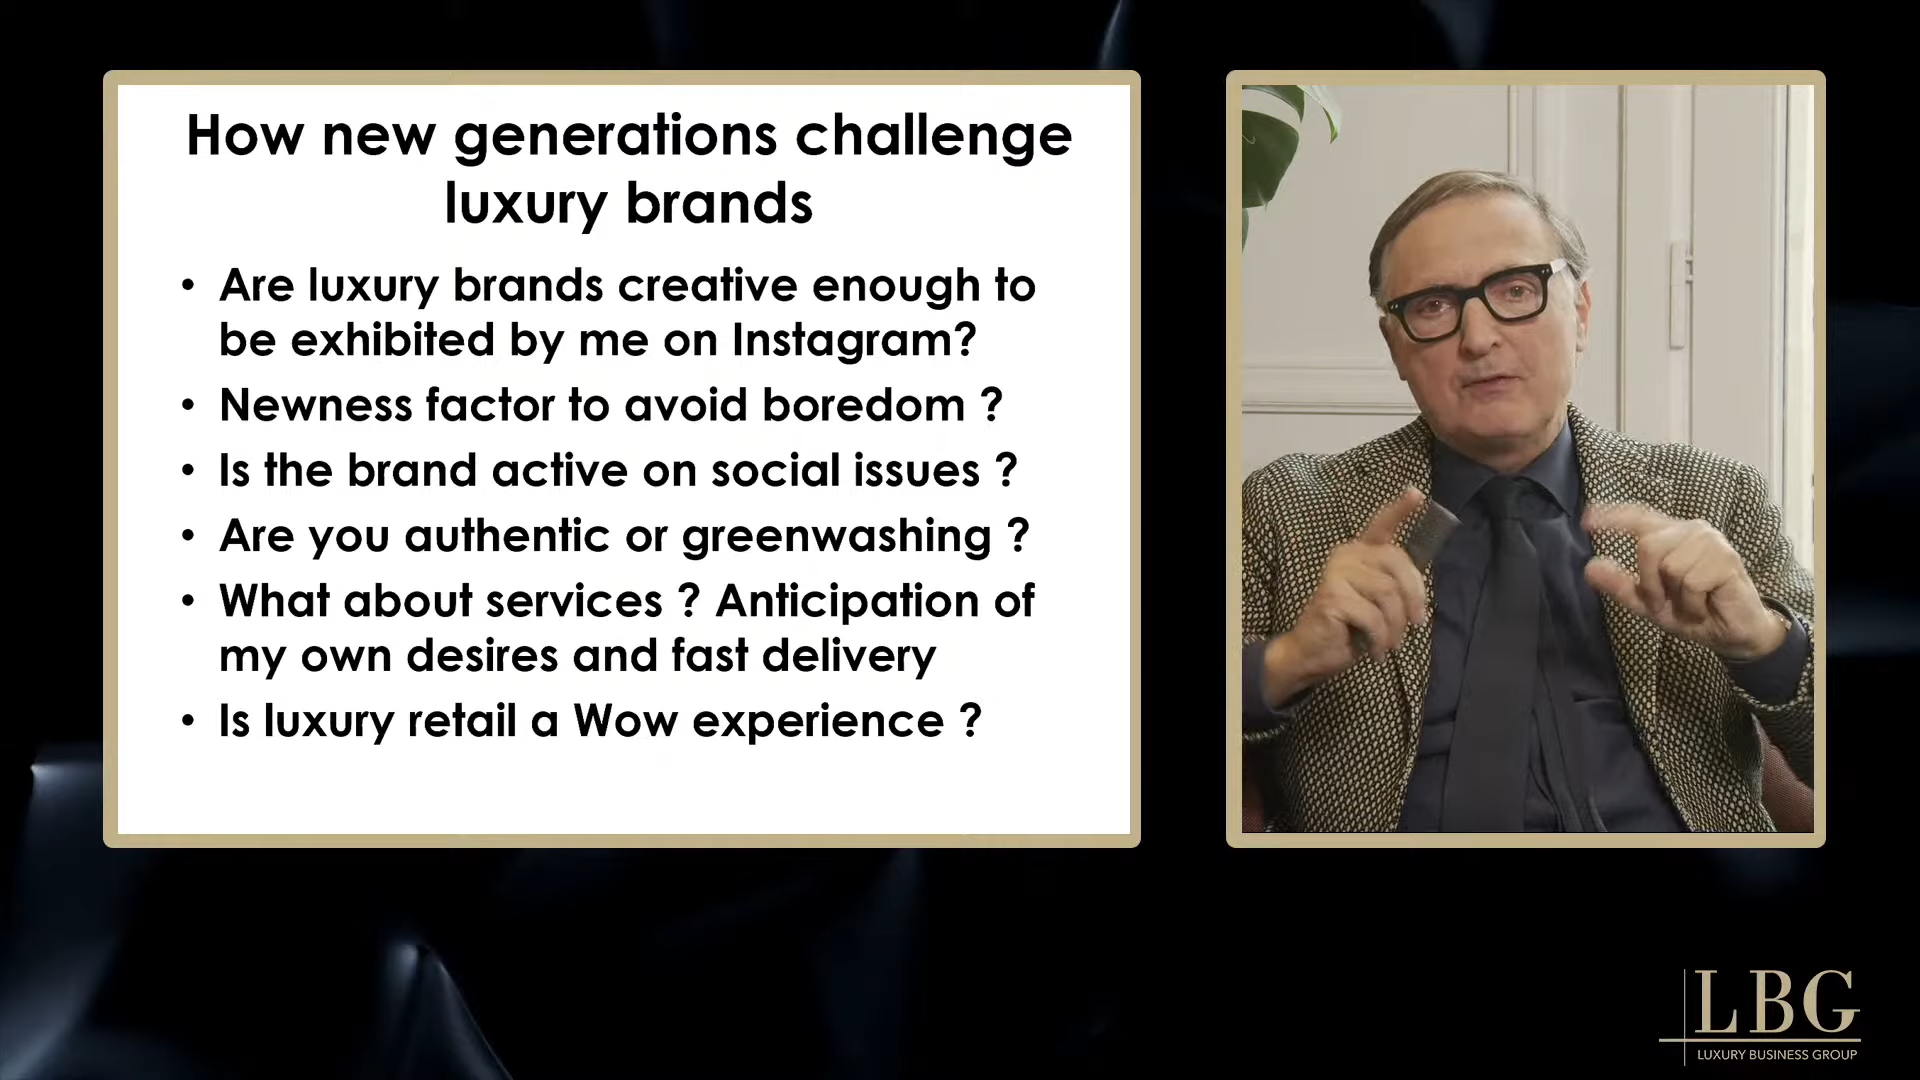 How new generations challenge
luxury brands
• Are luxury brands creative enough to
be exhibited by me on Instagram?
• Newness factor to avoid boredom ?
• Is the brand active on social issues ?
• Are you authentic or greenwashing ?
• What about services ? Anticipation of
my own desires and fast delivery
• Is luxury retail a Wow experience ?
LBG
LUXURY BUSINESS GROUP